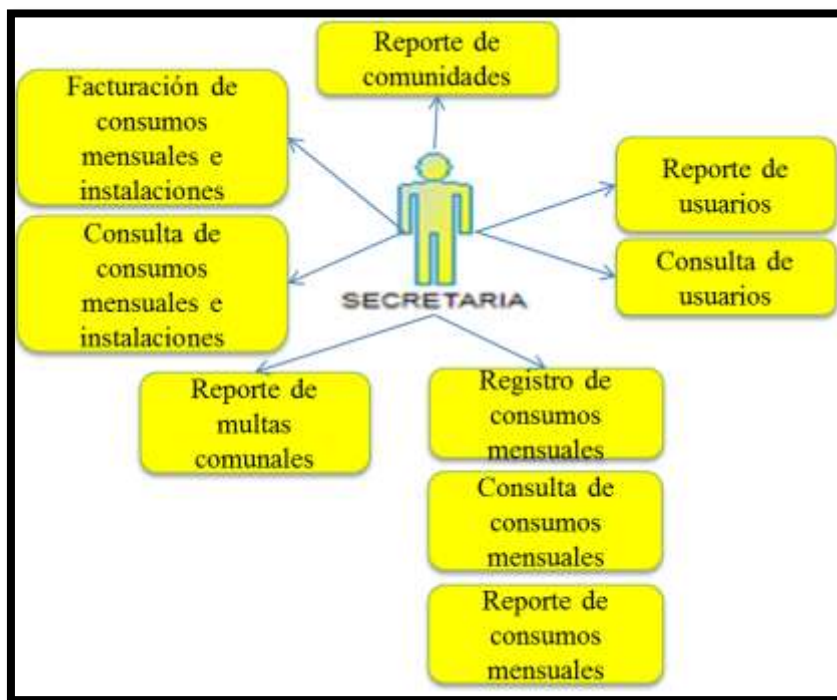 Reporte de
comunidades
Facturación de
consumos
mensuales e
instalaciones
Reporte de
usuarios
Consulta de
consumos
mensuales e
instalaciones
Consulta de
usuarios
SECRETARIA
Reporte de
multas
comunales
Registro de
consumos
mensuales
Consulta de
consumos
mensuales
Reporte de
consumos
mensuales